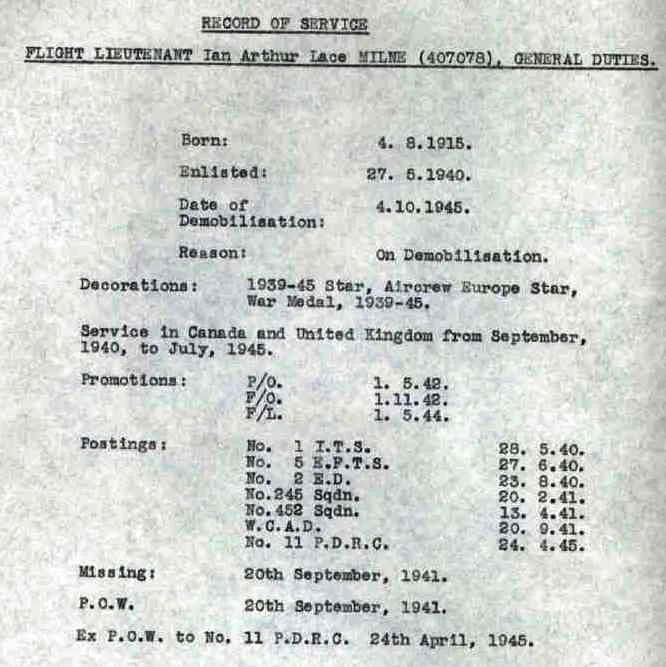 RECORD OF SERVICE
FLIGHT LIEUTENANT Ian Arthur Lace MILNE (407078), GENERAL DUTIES.
Born: 4. 8.1915.
Enlisted: 27. 5.1940.
Date of 4.10.1945.
Demobilisation:
Reason: On Demobilisation.
Decorations: 1939-45 Star, Aircrew Europe Star,
War Medal, 1939-45.
Service in Canada and United Kingdom from September,
1940, to July, 1945.
Promotions: P/O. 1. 5.42.
F/O. 1.11.42.
F/L. 1. 5.44.
Postings: No. 1 I.T.S. 28. 5.40.
No. 5 E.F.T.S. 27. 6.40.
No. 2 E.D. 23. 8.40.
No.245 Sqdn. 20. 2.41.
No.452 Sqdn. 13. 4.41.
W.C.A.D. 20. 9.41.
No. 11 P.D.R.C. 24. 4.45.
Missing: 20th September, 1941.
P.O.W. 20th September, 1941.
Ex P.O.W. to No. 11 P.D.R.C. 24th April, 1945.